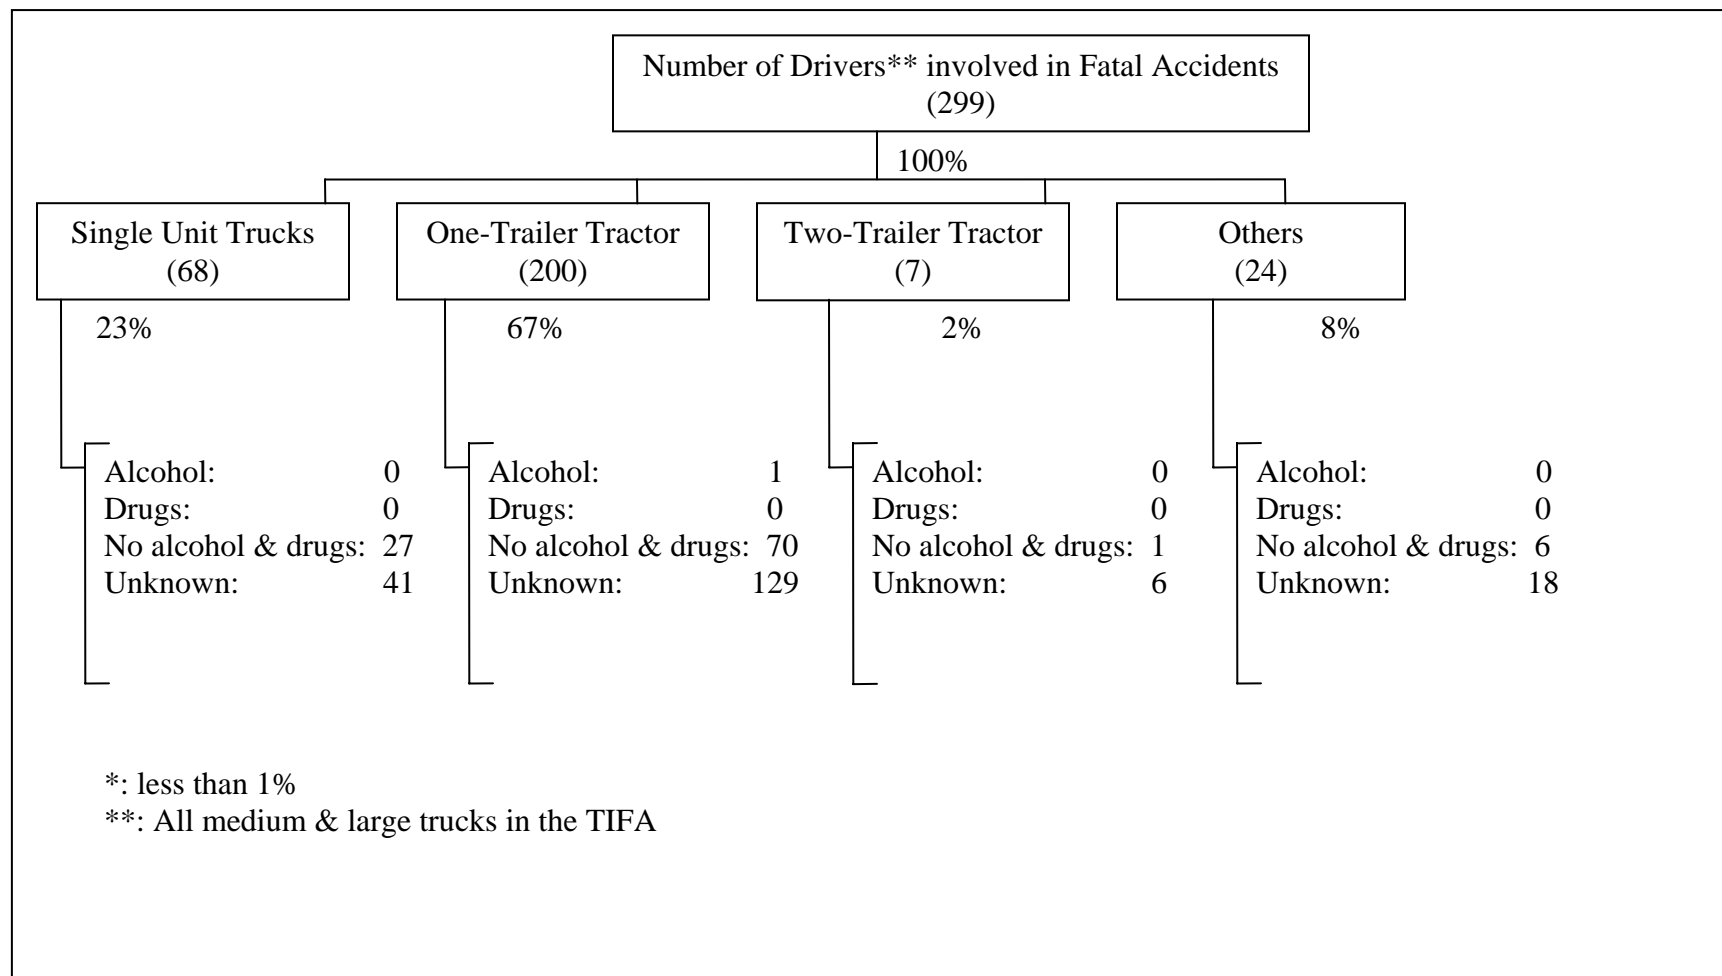 Number of Drivers** involved in Fatal Accidents
(299)
100%
Single Unit Trucks
(68)
23%
One-Trailer Tractor
(200)
67%
Two-Trailer Tractor
(7)
2%
Others
(24)
8%
Alcohol: 0
Drugs: 0
No alcohol & drugs: 27
Unknown: 41
Alcohol: 1
Drugs: 0
No alcohol & drugs: 70
Unknown: 129
Alcohol: 0
Drugs: 0
No alcohol & drugs: 1
Unknown: 6
Alcohol: 0
Drugs: 0
No alcohol & drugs: 6
Unknown: 18
*: less than 1%
**: All medium & large trucks in the TIFA